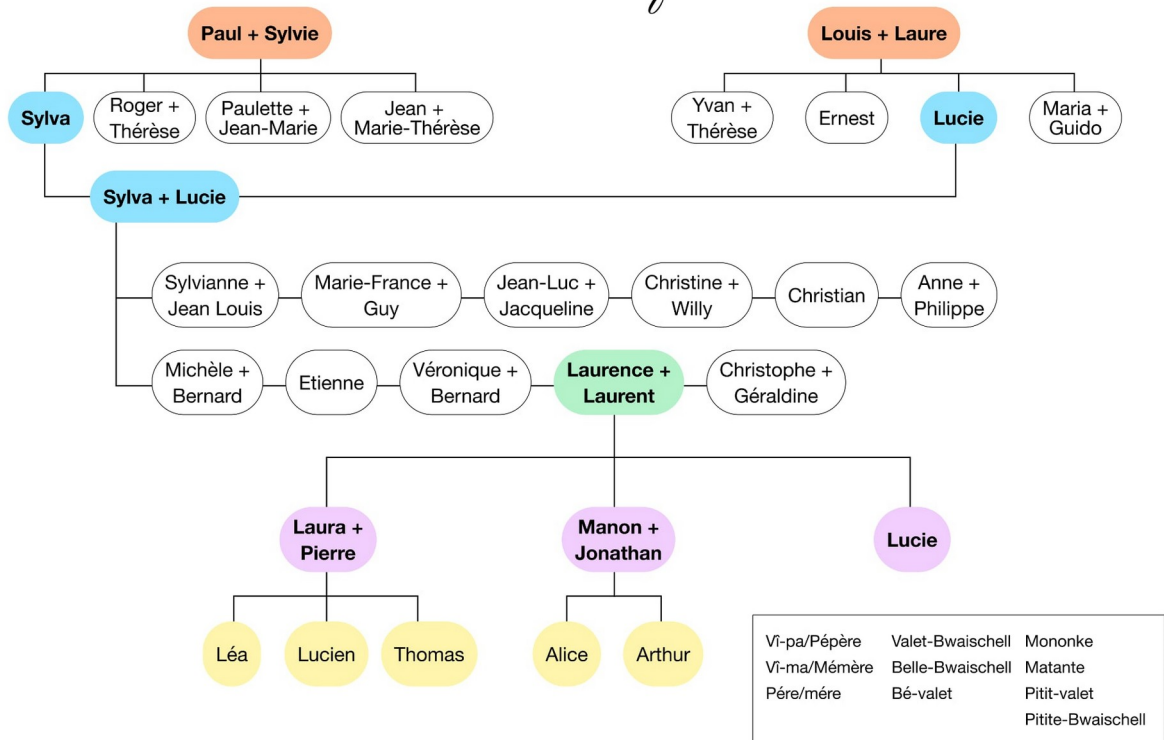 Paul + Sylvie
Louis + Laure
Sylva
Roger +
Thérèse
Paulette +
Jean-Marie
Jean +
Marie-Thérèse
Yvan +
Thérèse
Ernest
Lucie
Maria +
Guido
Sylva + Lucie
Sylvianne +
Jean Louis
Marie-France +
Guy
Jean-Luc +
Jacqueline
Christine +
Willy
Christian
Anne +
Philippe
Michèle +
Bernard
Etienne
Véronique +
Bernard
Laurence +
Laurent
Christophe +
Géraldine
Laura +
Pierre
Manon +
Jonathan
Lucie
Léa
Lucien
Thomas
Alice
Arthur
Vî-pa/Pépère
Vî-ma/Mémère
Pére/mére
Valet-Bwaischell
Belle-Bwaischell
Bé-valet
Mononke
Matante
Pitit-valet
Pitite-Bwaischell